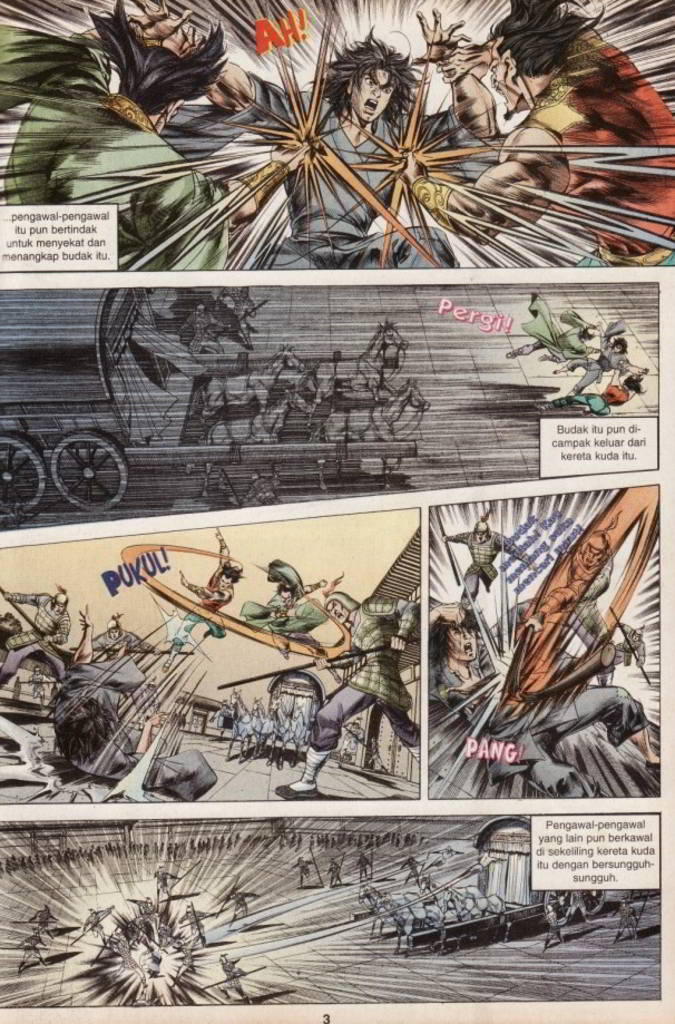 AH!
...pengawal-pengawal
itu pun bertindak
untuk menyekat dan
menangkap budak itu.
Pergi!
Budak itu pun di-
campak keluar dari
kereta kuda itu.
PUKUL!
PANG!
Pengawal-pengawal
yang lain pun berkawal
di sekeliling kereta kuda
itu dengan bersungguh-
sungguh.
3